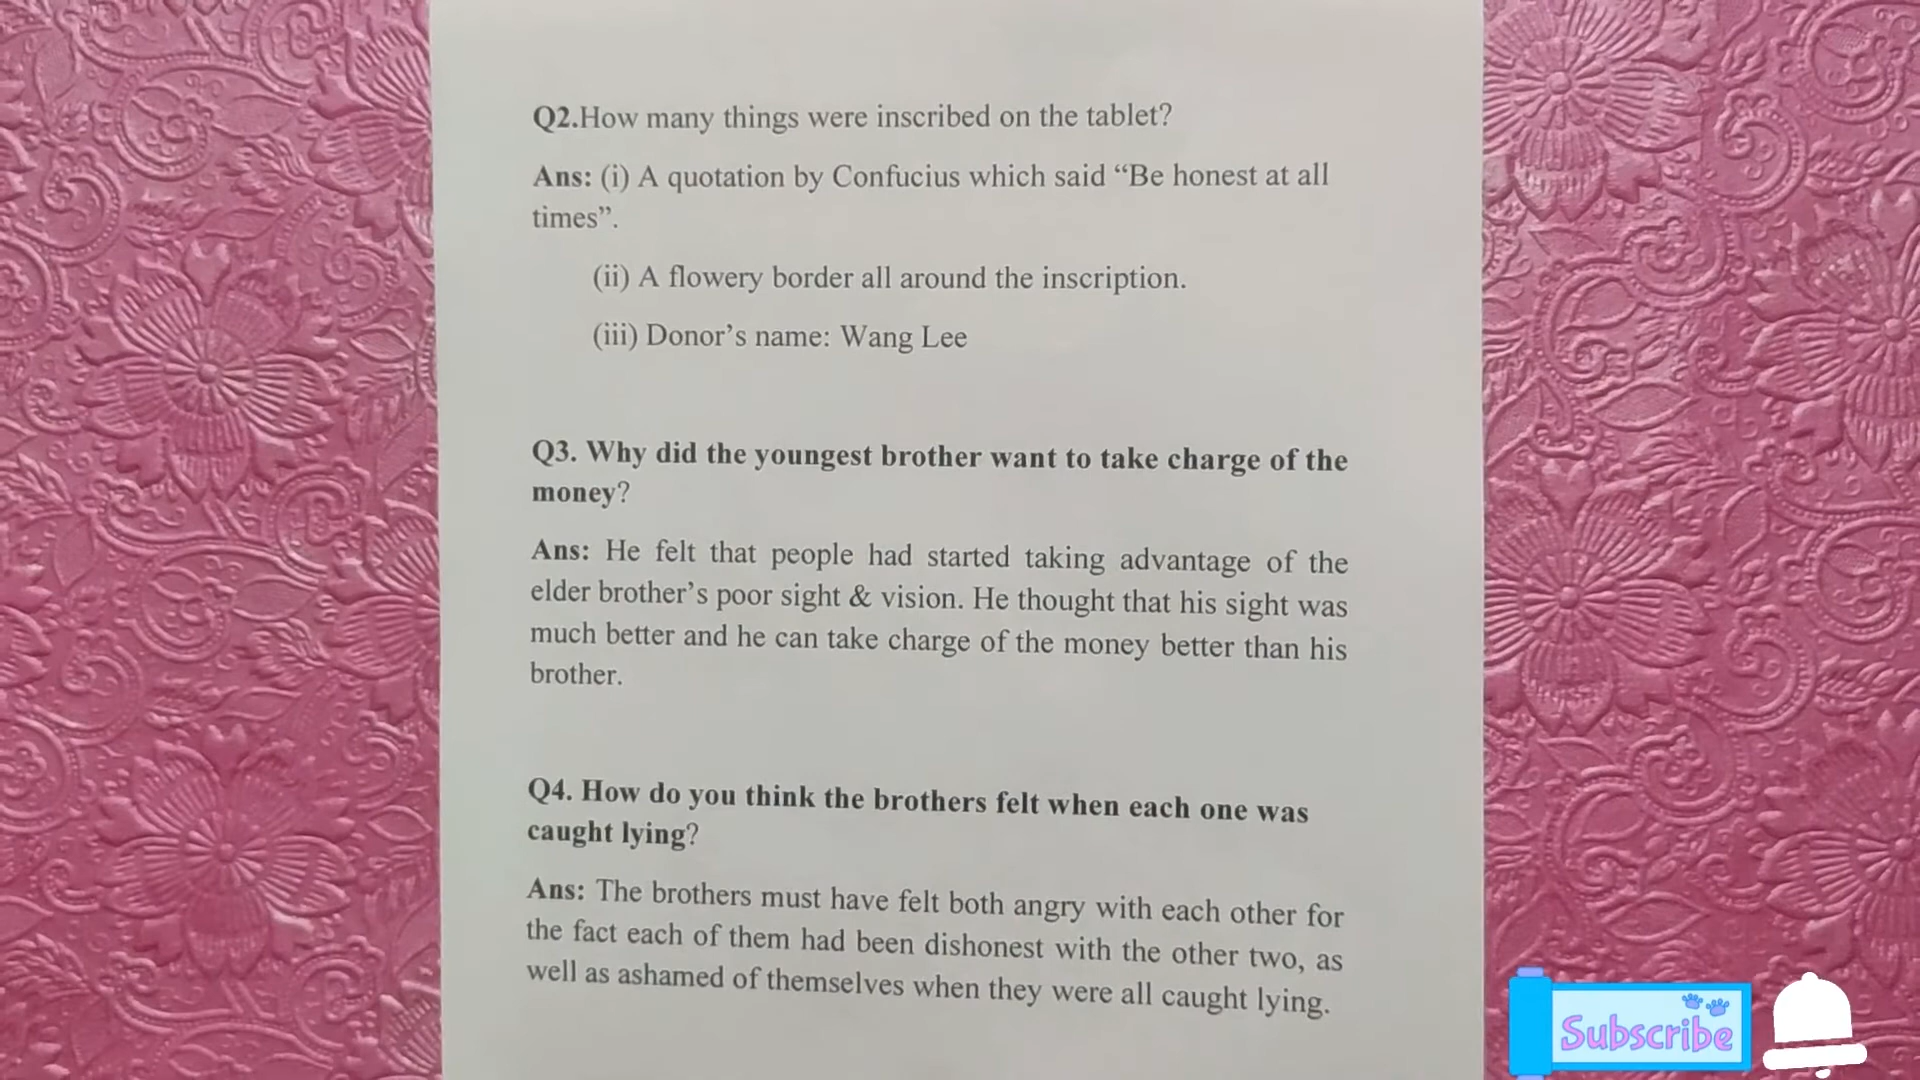 Q2.How many things were inscribed on the tablet?
Ans: (i) A quotation by Confucius which said “Be honest at all
times”.
(ii) A flowery border all around the inscription.
(iii) Donor’s name: Wang Lee
Q3. Why did the youngest brother want to take charge of the
money?
Ans: He felt that people had started taking advantage of the
elder brother’s poor sight & vision. He thought that his sight was
much better and he can take charge of the money better than his
brother.
Q4. How do you think the brothers felt when each one was
caught lying?
Ans: The brothers must have felt both angry with each other for
the fact each of them had been dishonest with the other two, as
well as ashamed of themselves when they were all caught lying.
Subscribe